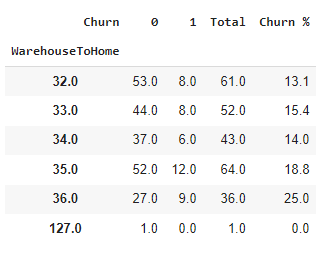 Churn 0 1 Total Churn %
WarehouseToHome
32.0 53.0 8.0 61.0 13.1
33.0 44.0 8.0 52.0 15.4
34.0 37.0 6.0 43.0 14.0
35.0 52.0 12.0 64.0 18.8
36.0 27.0 9.0 36.0 25.0
127.0 1.0 0.0 1.0 0.0